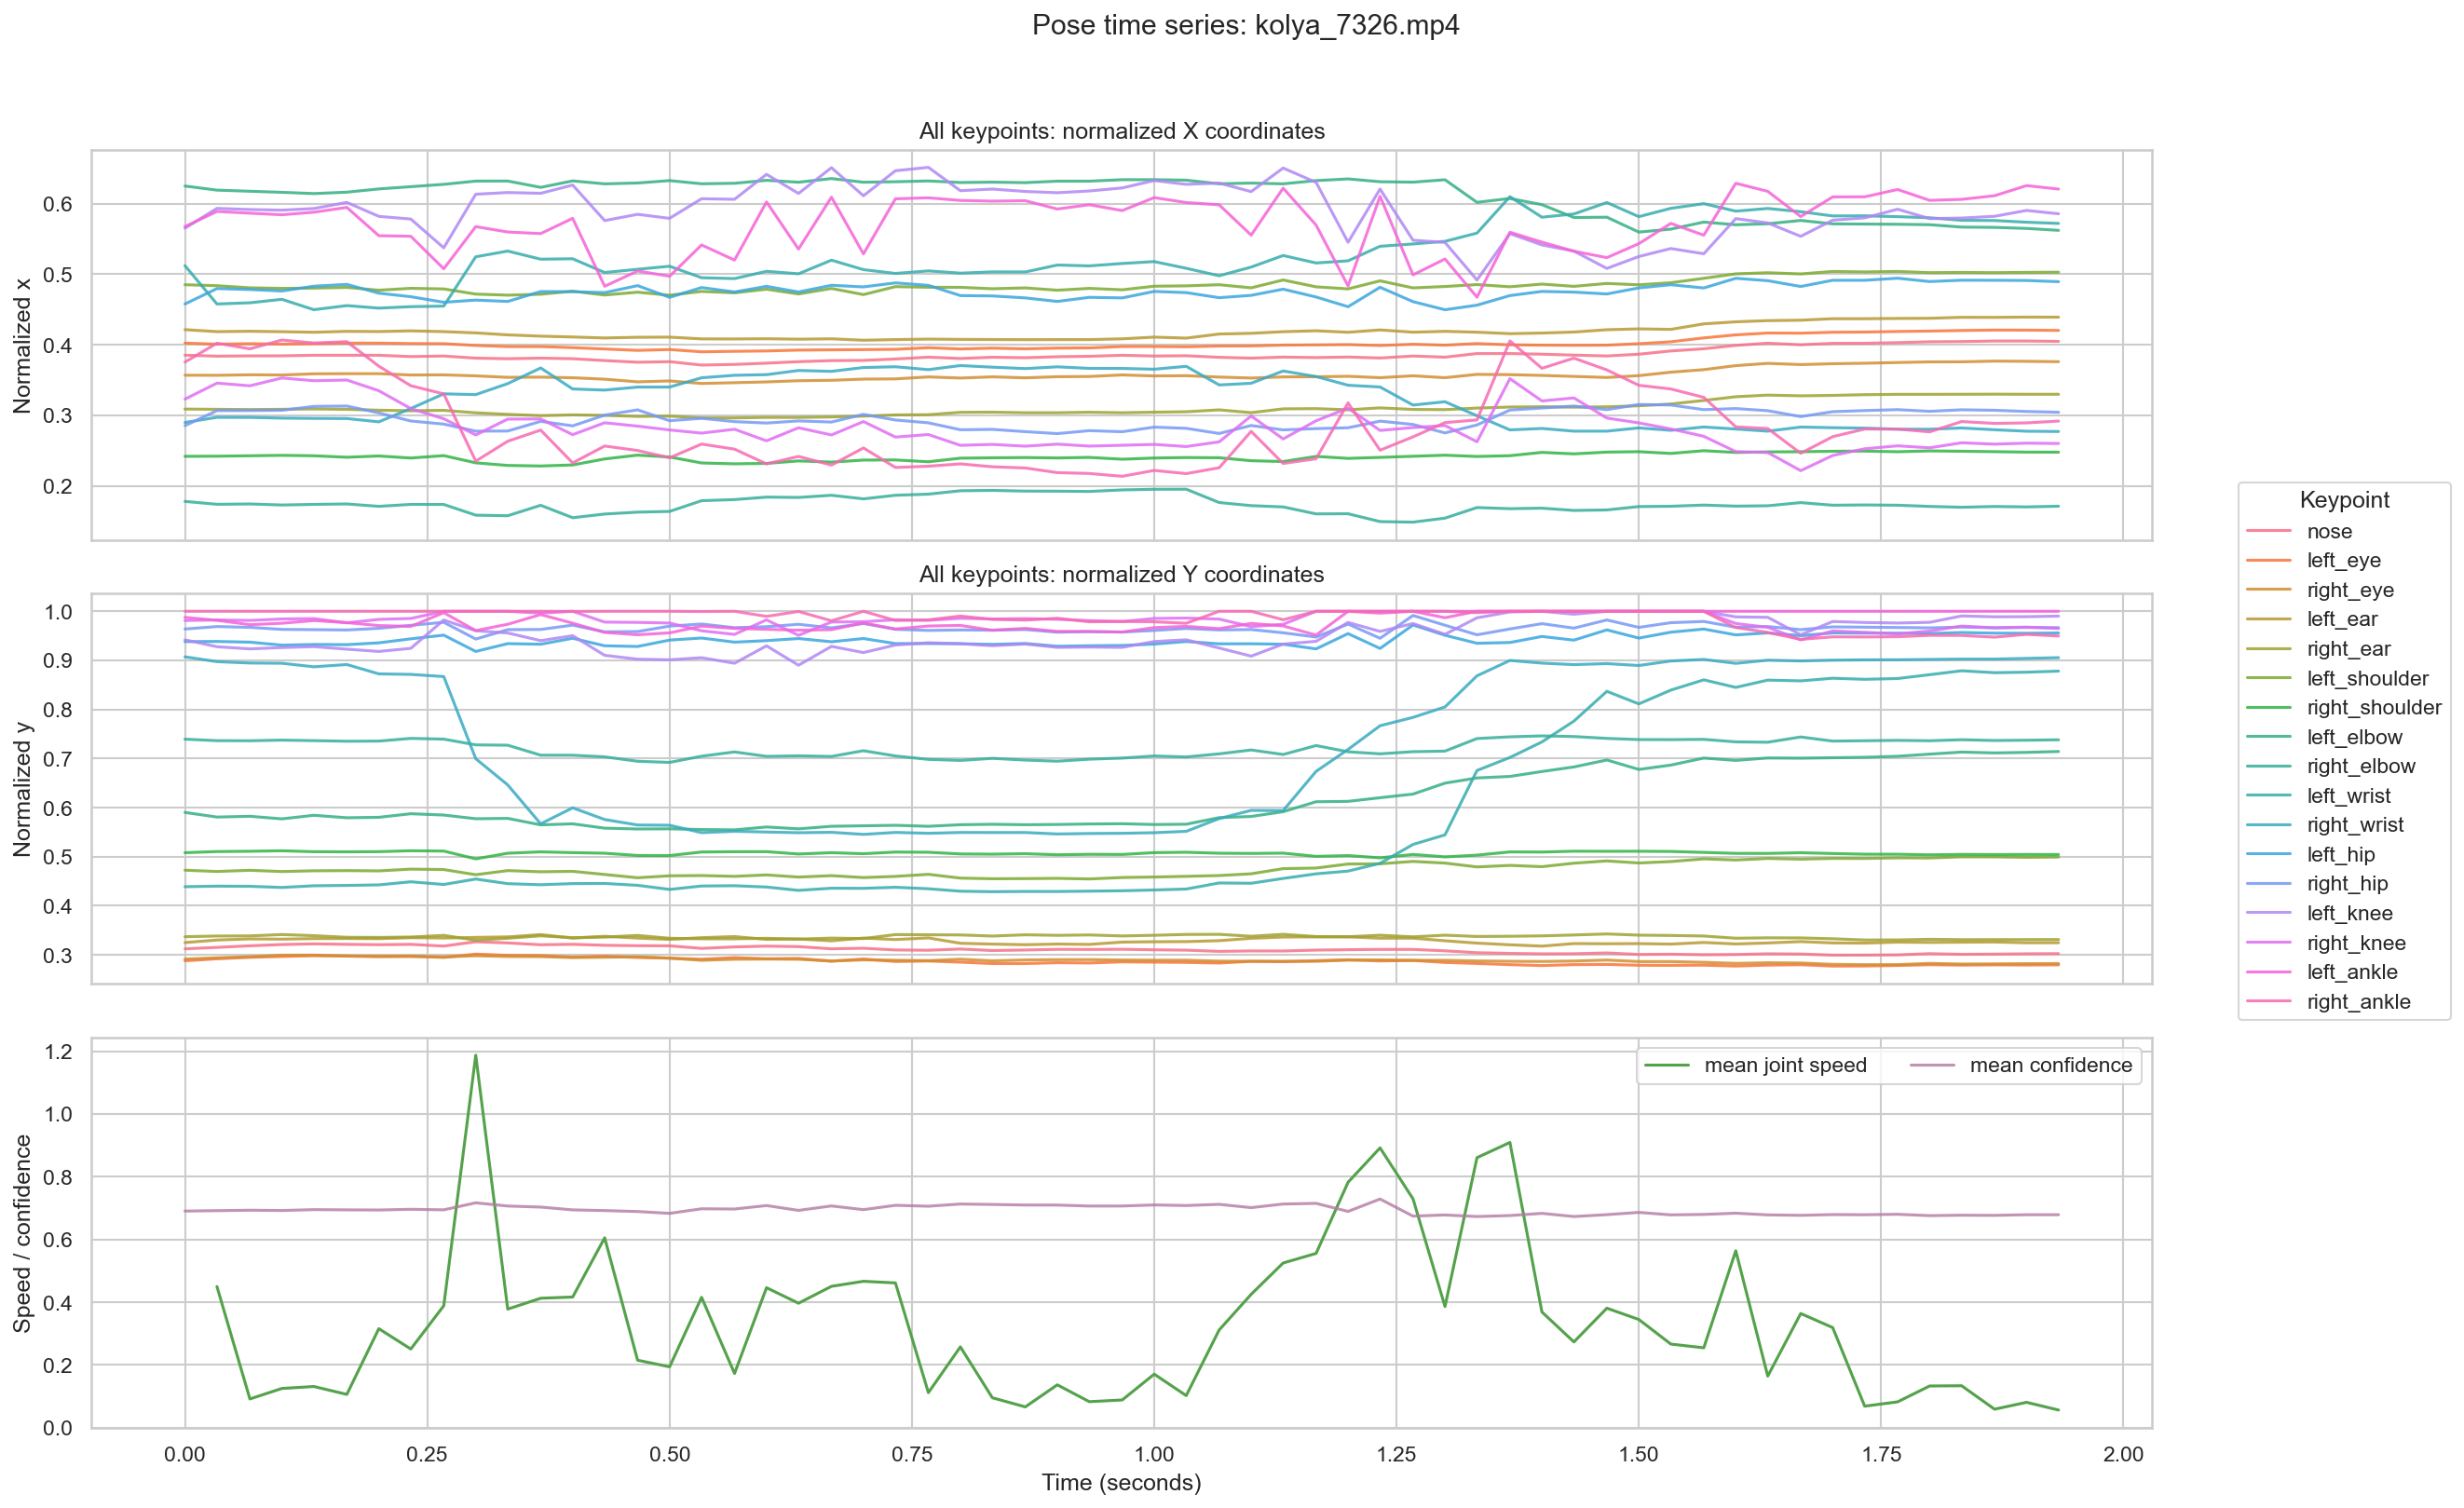 Pose time series: kolya_7326.mp4
All keypoints: normalized X coordinates
Normalized x
0.6
0.5
0.4
0.3
0.2
All keypoints: normalized Y coordinates
Normalized y
1.0
0.9
0.8
0.7
0.6
0.5
0.4
0.3
Keypoint
nose
left_eye
right_eye
left_ear
right_ear
left_shoulder
right_shoulder
left_elbow
right_elbow
left_wrist
right_wrist
left_hip
right_hip
left_knee
right_knee
left_ankle
right_ankle
mean joint speed mean confidence
Speed / confidence
1.2
1.0
0.8
0.6
0.4
0.2
0.0
0.00 0.25 0.50 0.75 1.00 1.25 1.50 1.75 2.00
Time (seconds)